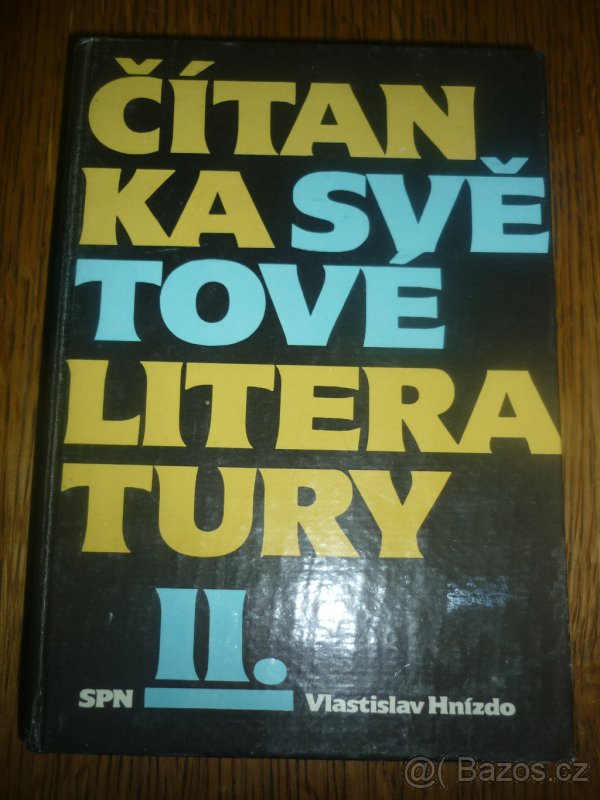 ČÍTAN
KA SVĚ
TOVÉ
LITERA
TURY
II.
SPN Vlastislav Hnízdo
@( Bazos.cz